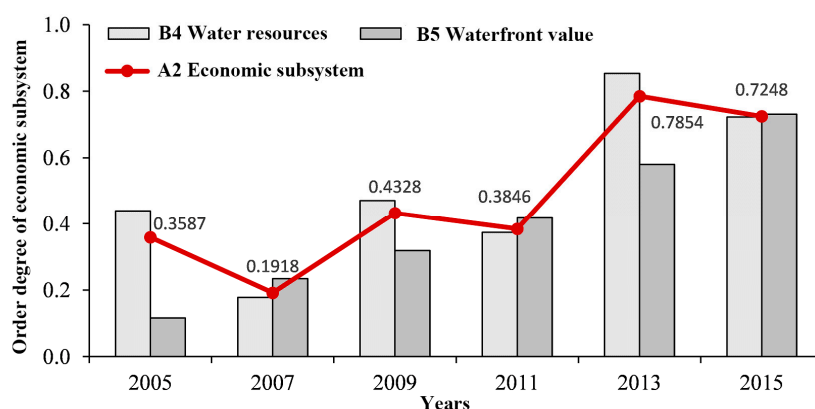 Order degree of economic subsystem
1.0
0.8
0.6
0.4
0.2
0.0
B4 Water resources
B5 Waterfront value
A2 Economic subsystem
0.3587
0.1918
0.4328
0.3846
0.7854
0.7248
2005 2007 2009 2011 2013 2015
Years